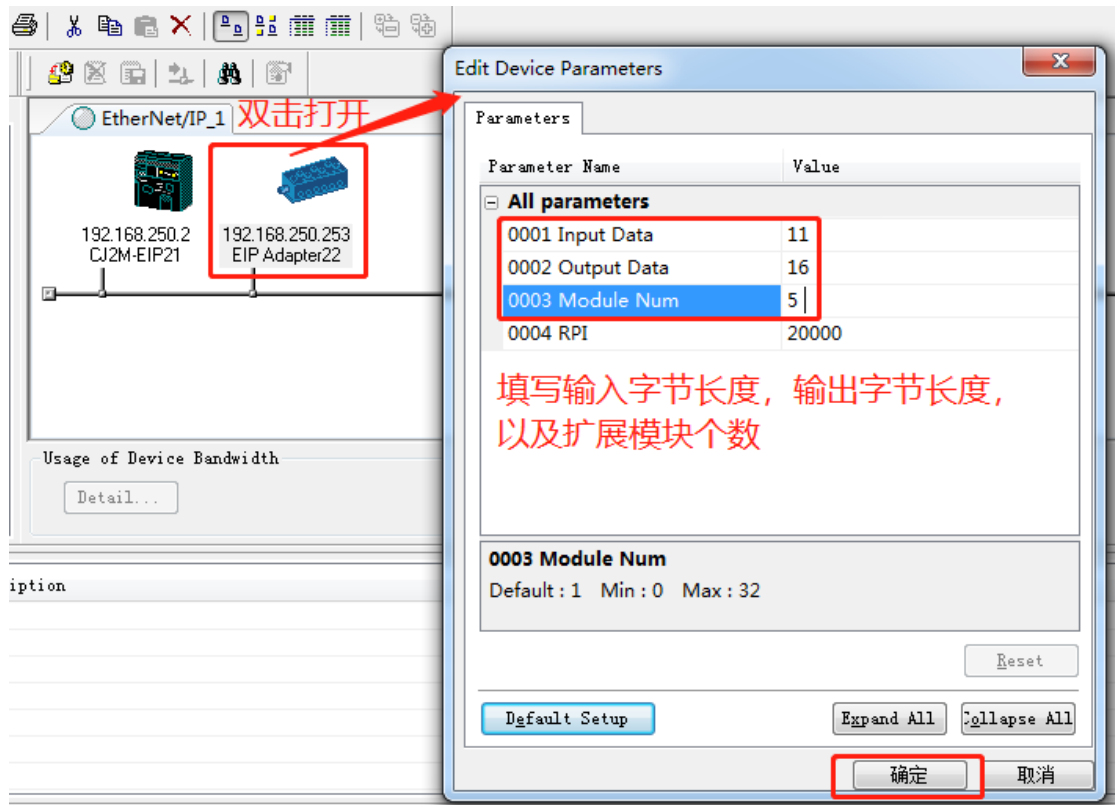 Edit Device Parameters
EtherNet/IP_1
双击打开
192.168.250.2
CJ2M-EIP21
192.168.250.253
EIP Adapter22
Parameters
Parameter Name Value
All parameters
0001 Input Data 11
0002 Output Data 16
0003 Module Num 5
0004 RPI 20000
填写输入字节长度，输出字节长度，
以及扩展模块个数
Usage of Device Bandwidth
Detail...
iption
0003 Module Num
Default : 1 Min : 0 Max : 32
Reset
Default Setup
Expand All
Collapse All
确定
取消